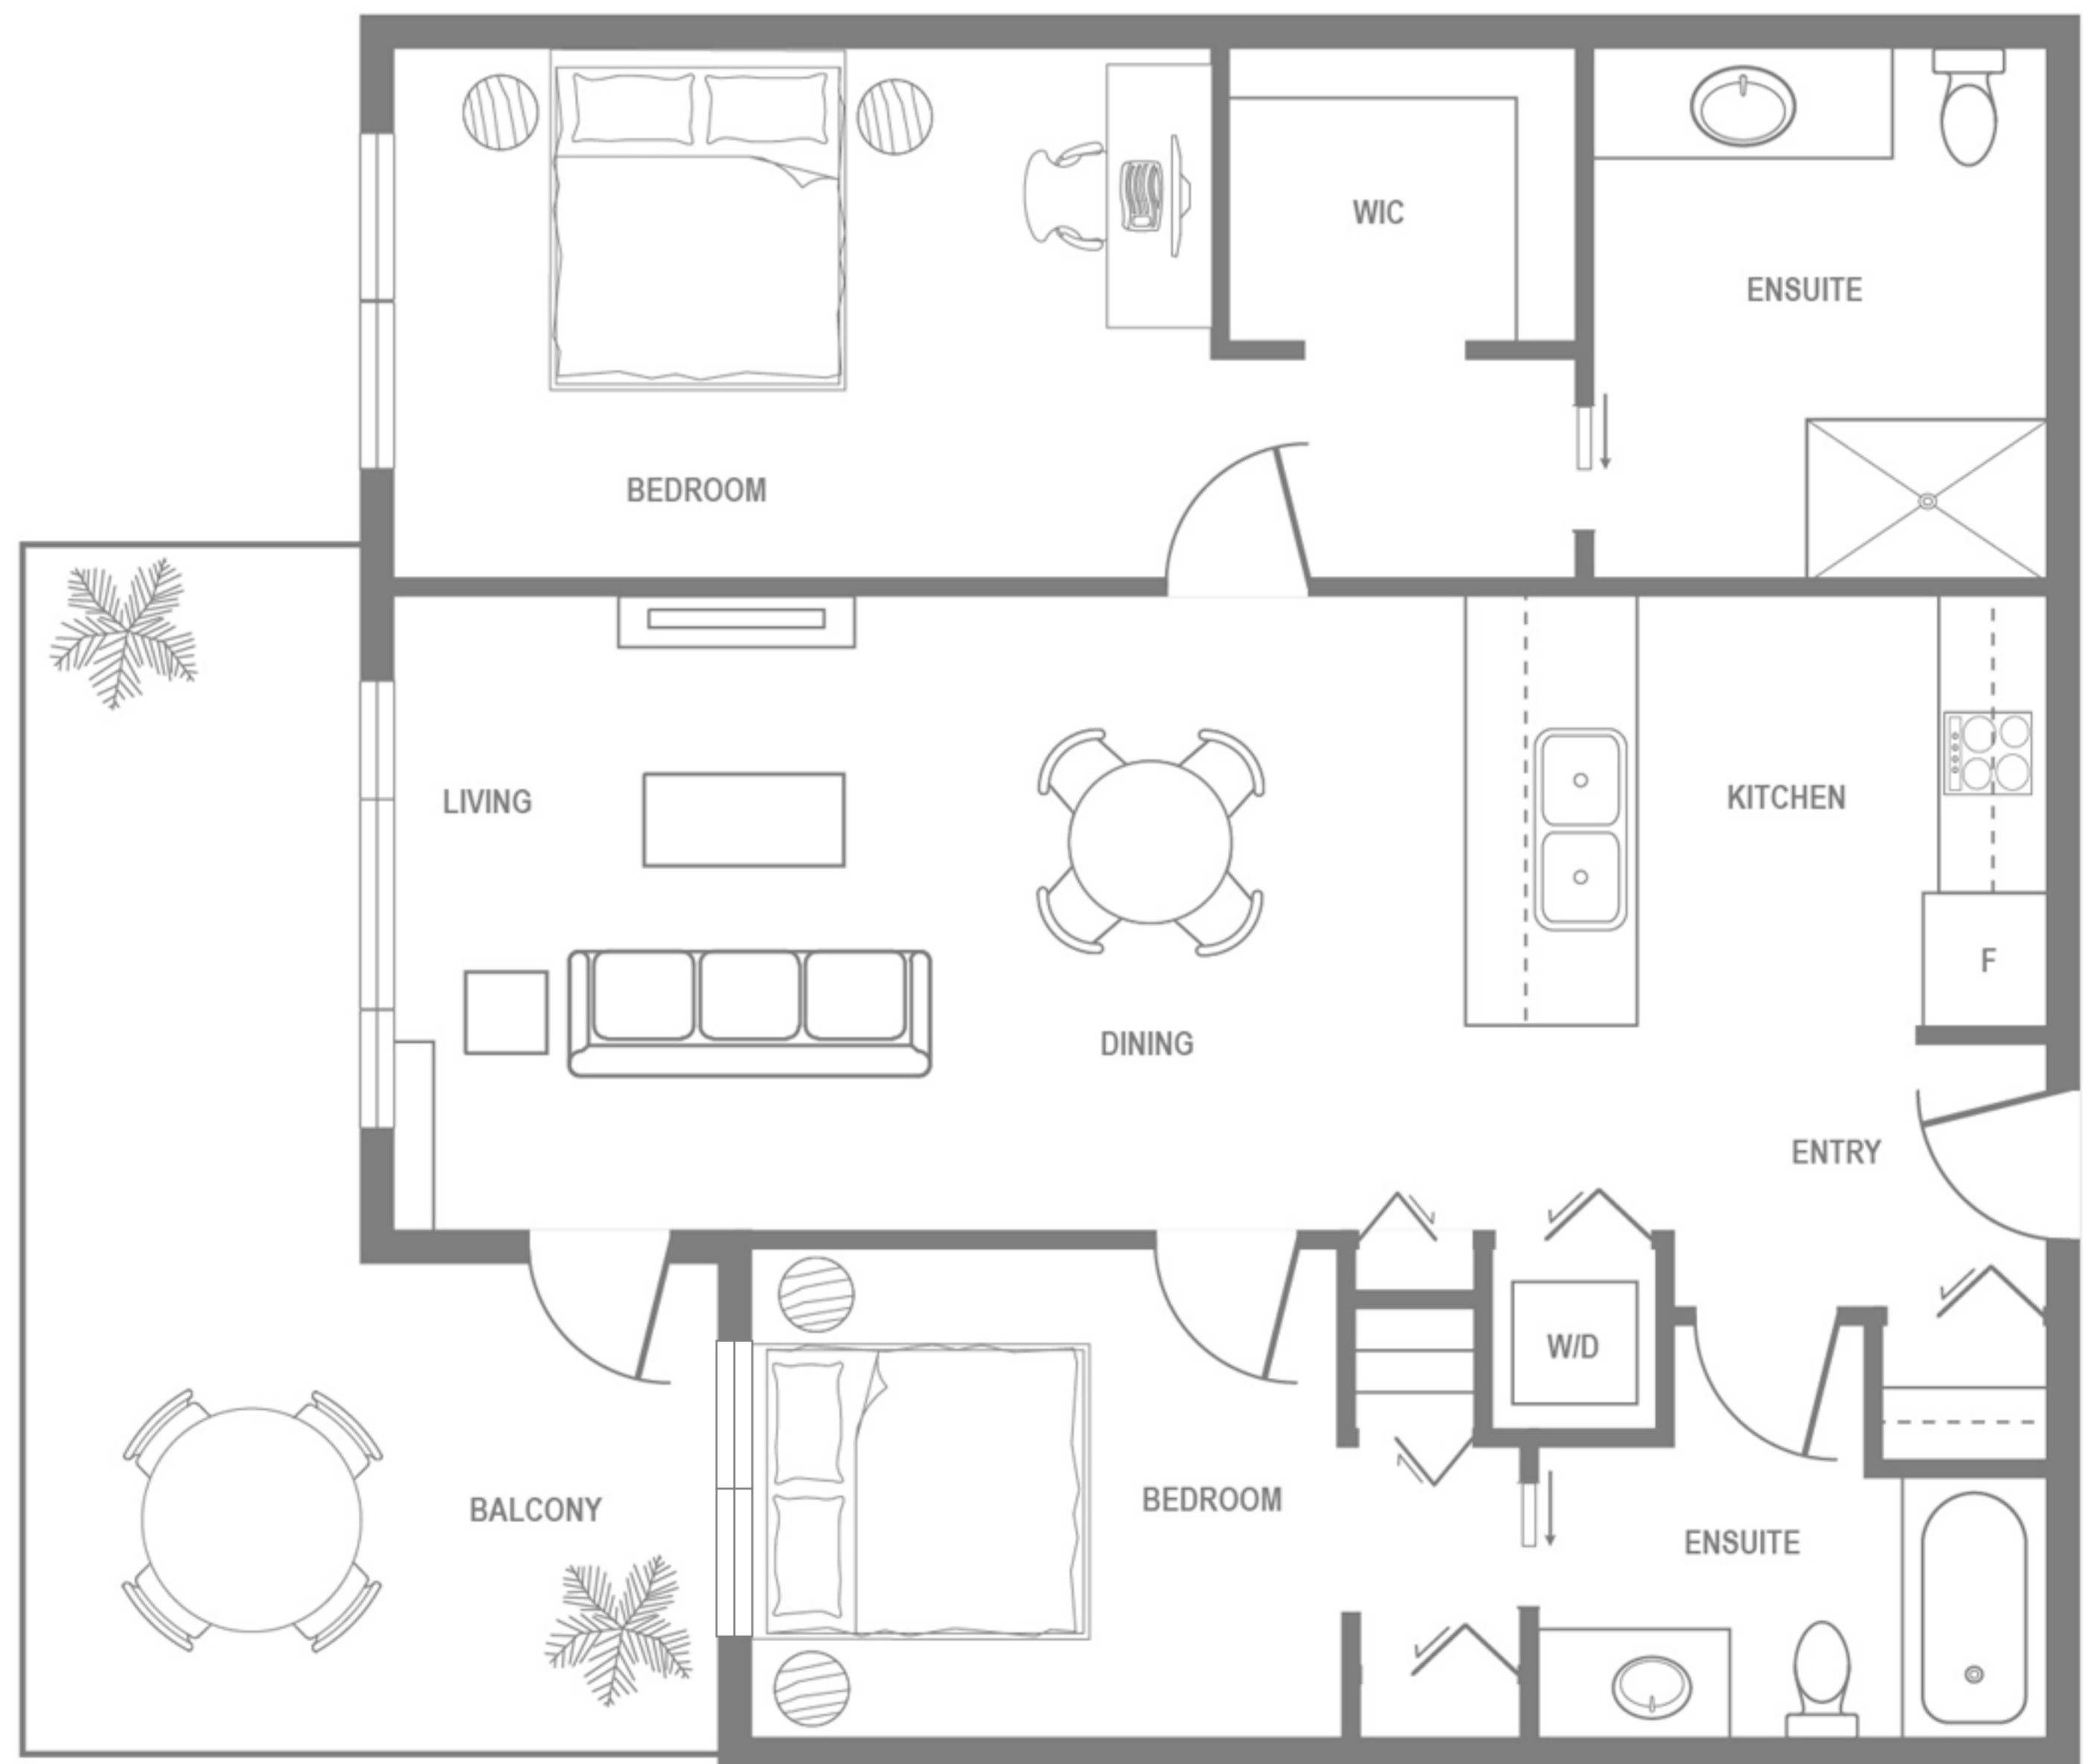 WIC
ENSUITE
BEDROOM
LIVING
KITCHEN
F
DINING
ENTRY
W/D
BEDROOM
BALCONY
ENSUITE